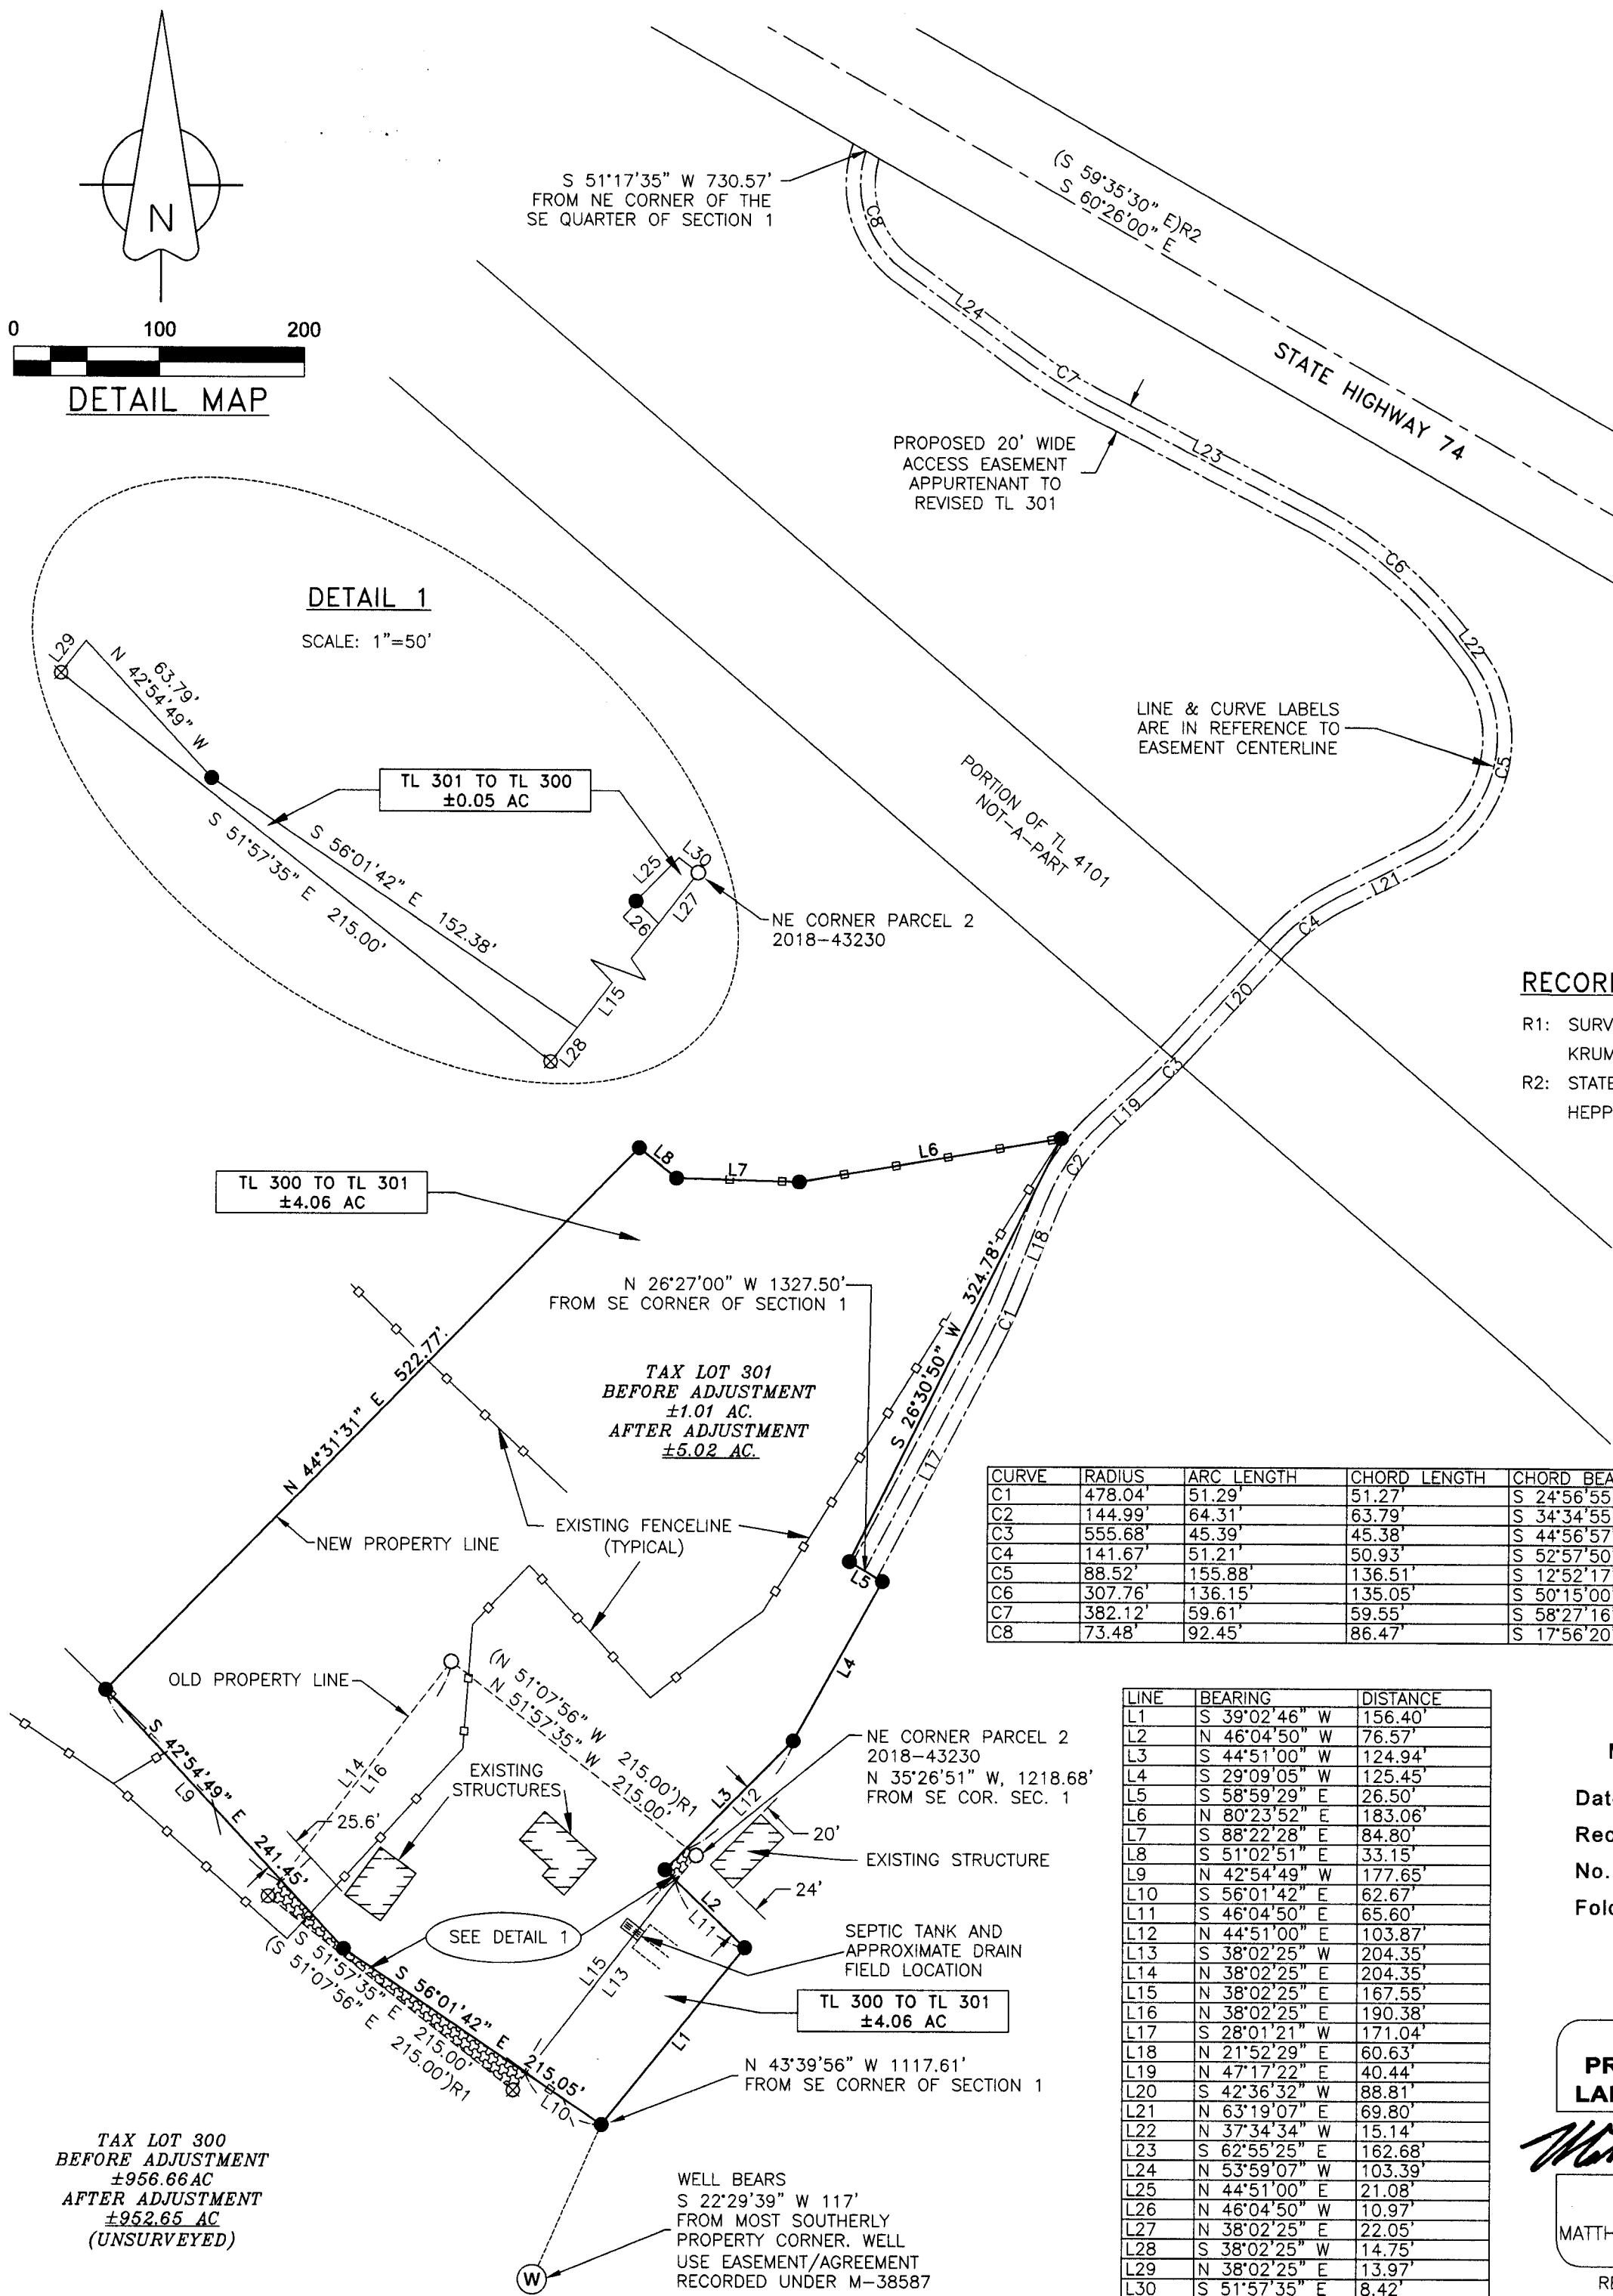 N
0 100 200
DETAIL MAP
S 51°17'35" W 730.57'
FROM NE CORNER OF THE
SE QUARTER OF SECTION 1
(S 59°35'30" E)R2
S 60°26'00" E
STATE HIGHWAY 74
C8
L24
C7
L23
C6
L22
C5
L21
C4
L20
C3
L19
C2
L18
C1
L17
PROPOSED 20' WIDE
ACCESS EASEMENT
APPURTENANT TO
REVISED TL 301
LINE & CURVE LABELS
ARE IN REFERENCE TO
EASEMENT CENTERLINE
PORTION OF TL 4101
NOT-A-PART
DETAIL 1
SCALE: 1"=50'
L29
63.79'
N 42°54'49" W
TL 301 TO TL 300
±0.05 AC
S 56°01'42" E 152.38'
S 51°57'35" E 215.00'
L25
L30
L26
L27
L15
L28
NE CORNER PARCEL 2
2018-43230
R1: SURV
KRUM
R2: STATE
HEPP
L8
L7
L6
TL 300 TO TL 301
±4.06 AC
N 26°27'00" W 1327.50'
FROM SE CORNER OF SECTION 1
S 26°30'50" W 324.78'
N 44°31'31" E 522.77'
TAX LOT 301
BEFORE ADJUSTMENT
±1.01 AC.
AFTER ADJUSTMENT
±5.02 AC.
NEW PROPERTY LINE
EXISTING FENCELINE
(TYPICAL)
L5
L4
OLD PROPERTY LINE
(N 51°07'56" W 215.00')R1
N 51°57'35" W 215.00'
L14
L16
EXISTING
STRUCTURES
S 42°54'49" E 241.45'
L9
25.6'
L3
L12
NE CORNER PARCEL 2
2018-43230
N 35°26'51" W, 1218.68'
FROM SE COR. SEC. 1
20'
EXISTING STRUCTURE
24'
L2
L11
SEE DETAIL 1
SEPTIC TANK AND
APPROXIMATE DRAIN
FIELD LOCATION
L15
L13
S 56°01'42" E 215.05'
S 51°57'35" E 215.00'
(S 51°07'56" E 215.00')R1
TL 300 TO TL 301
±4.06 AC
L1
L10
N 43°39'56" W 1117.61'
FROM SE CORNER OF SECTION 1
TAX LOT 300
BEFORE ADJUSTMENT
±956.66AC
AFTER ADJUSTMENT
±952.65 AC
(UNSURVEYED)
WELL BEARS
S 22°29'39" W 117'
FROM MOST SOUTHERLY
PROPERTY CORNER. WELL
USE EASEMENT/AGREEMENT
RECORDED UNDER M-38587
W
CURVE RADIUS ARC LENGTH CHORD LENGTH CHORD BEA
C1 478.04' 51.29' 51.27' S 24°56'55
C2 144.99' 64.31' 63.79' S 34°34'55
C3 555.68' 45.39' 45.38' S 44°56'57
C4 141.67' 51.21' 50.93' S 52°57'50
C5 88.52' 155.88' 136.51' S 12°52'17
C6 307.76' 136.15' 135.05' S 50°15'00
C7 382.12' 59.61' 59.55' S 58°27'16
C8 73.48' 92.45' 86.47' S 17°56'20
LINE BEARING DISTANCE
L1 S 39°02'46" W 156.40'
L2 N 46°04'50" W 76.57'
L3 S 44°51'00" W 124.94'
L4 S 29°09'05" W 125.45'
L5 S 58°59'29" E 26.50'
L6 N 80°23'52" E 183.06'
L7 S 88°22'28" E 84.80'
L8 S 51°02'51" E 33.15'
L9 N 42°54'49" W 177.65'
L10 S 56°01'42" E 62.67'
L11 S 46°04'50" E 65.60'
L12 N 44°51'00" E 103.87'
L13 S 38°02'25" W 204.35'
L14 N 38°02'25" E 204.35'
L15 N 38°02'25" E 167.55'
L16 N 38°02'25" E 190.38'
L17 S 28°01'21" W 171.04'
L18 N 21°52'29" E 60.63'
L19 N 47°17'22" E 40.44'
L20 S 42°36'32" W 88.81'
L21 N 63°19'07" E 69.80'
L22 N 37°34'34" W 15.14'
L23 S 62°55'25" E 162.68'
L24 N 53°59'07" W 103.39'
L25 N 44°51'00" E 21.08'
L26 N 46°04'50" W 10.97'
L27 N 38°02'25" E 22.05'
L28 S 38°02'25" W 14.75'
L29 N 38°02'25" E 13.97'
L30 S 51°57'35" E 8.42'
No.
MATTH